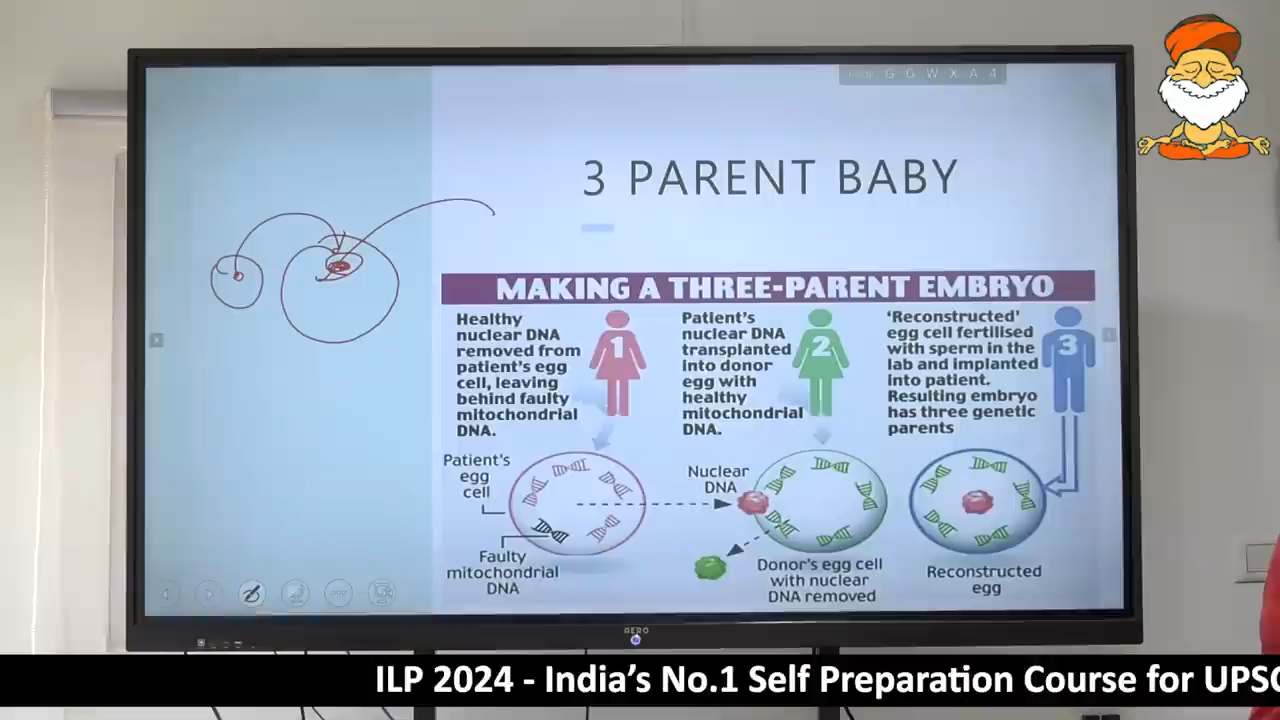 G G W X A 4
3 PARENT BABY
MAKING A THREE-PARENT EMBRYO
Healthy
nuclear DNA
removed from
patient's egg
cell, leaving
behind faulty
mitochondrial
DNA.
1
Patient's
nuclear DNA
transplanted
into donor
egg with
healthy
mitochondrial
DNA.
2
‘Reconstructed’
egg cell fertilised
with sperm in the
lab and implanted
into patient.
Resulting embryo
has three genetic
parents
3
Patient's
egg
cell
Faulty
mitochondrial
DNA
Nuclear
DNA
Donor's egg cell
with nuclear
DNA removed
Reconstructed
egg
ILP 2024 - India’s No.1 Self Preparation Course for UPSC